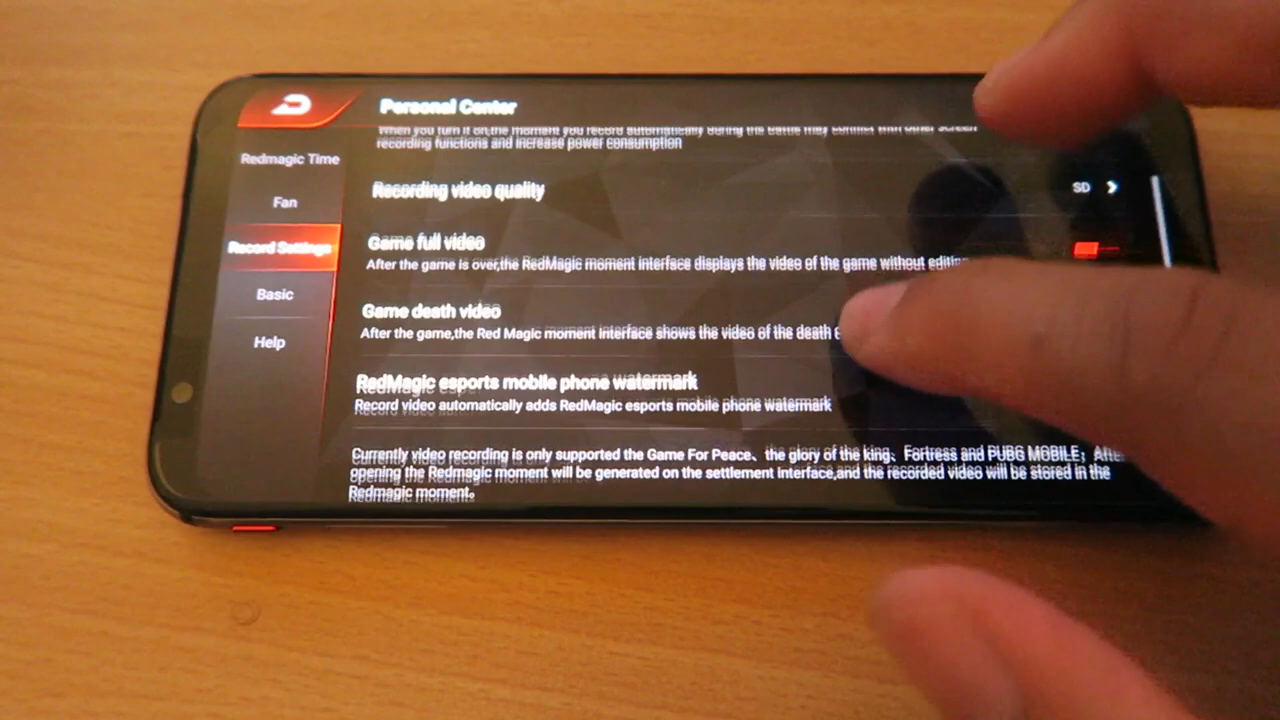 Personal Center
When you turn it on,the moment you record automatically during the battle may conflict with other screen
recording functions and increase power consumption
Redmagic Time
Fan
Record Settings
Basic
Help
Recording video quality
SD
Game full video
After the game is over,the RedMagic moment interface displays the video of the game without editing
Game death video
After the game,the Red Magic moment interface shows the video of the death
RedMagic esports mobile phone watermark
Record video automatically adds RedMagic esports mobile phone watermark
Currently video recording is only supported the Game For Peace、the glory of the king、Fortress and PUBG MOBILE；After
opening the Redmagic moment will be generated on the settlement interface,and the recorded video will be stored in the
Redmagic moment。